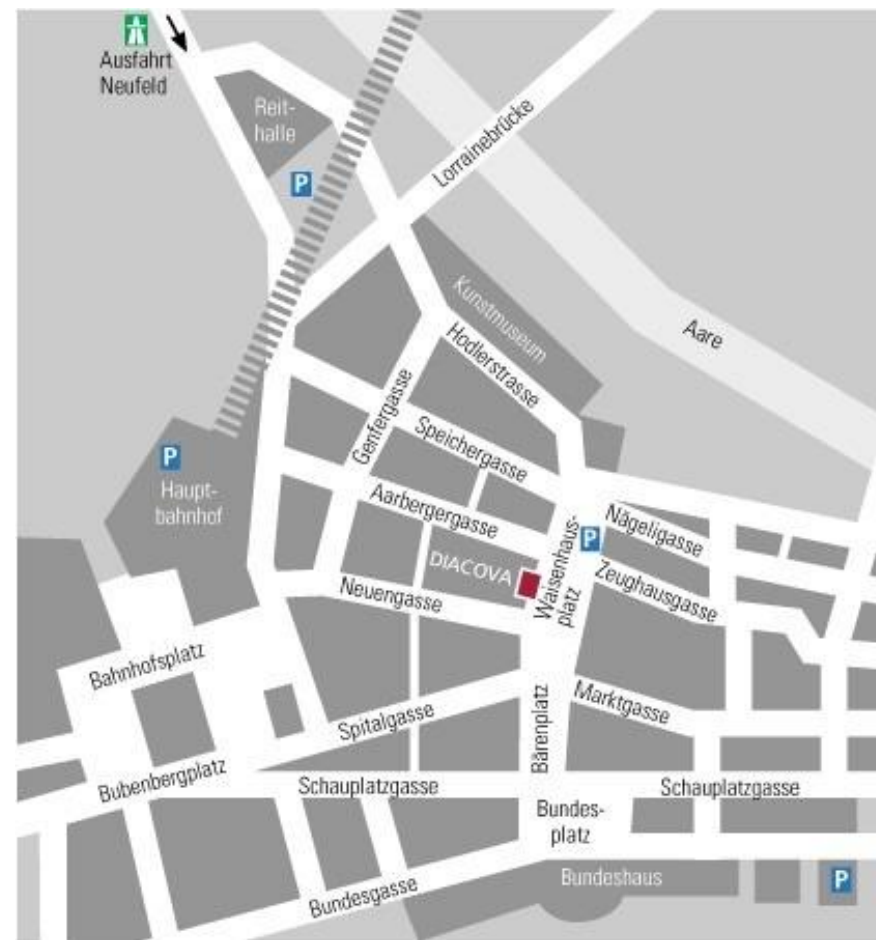 Ausfahrt
Neufeld
Reit-
halle
P
Lorrainebrücke
Kunstmuseum
Aare
Hodlerstrasse
Genfergasse
Speichergasse
P
Haupt-
bahnhof
Aarbergergasse
Nägeligasse
P
DIACOVA
Waisenhaus-
platz
Zeughausgasse
Neuengasse
Bahnhofsplatz
Marktgasse
Spitalgasse
Bärenplatz
Bubenbergplatz
Schauplatzgasse
Schauplatzgasse
Bundes-
platz
Bundesgasse
Bundeshaus
P